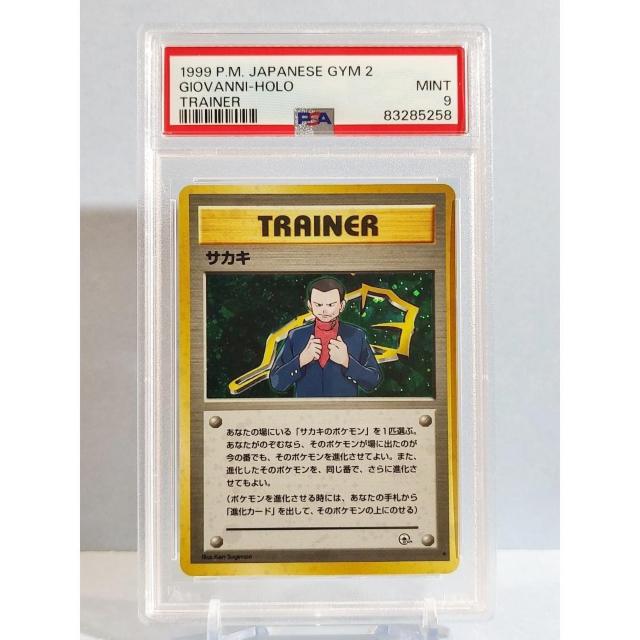 1999 P.M. JAPANESE GYM 2
GIOVANNI-HOLO
MINT
TRAINER
9
PSA
83285258
TRAINER
サカキ
あなたの場にいる「サカキのポケモン」を1匹選ぶ。
あなたがのぞむなら、そのポケモンが場に出たのが
今の番でも、そのポケモンを進化させてよい。また、
進化したそのポケモンを、同じ番で、さらに進化さ
せてもよい。
(ポケモンを進化させる時には、あなたの手札から
「進化カード」を出して、そのポケモンの上にのせる)
Illus. Ken Sugimori